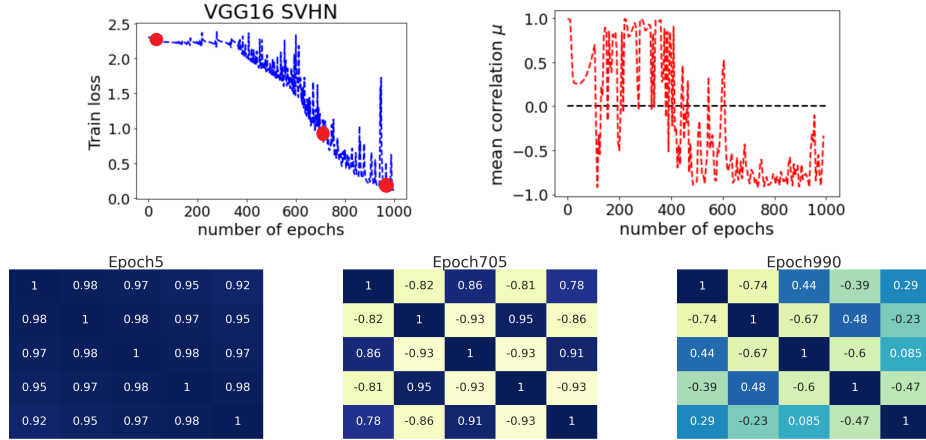 VGG16 SVHN
2.5
2.0
1.5
1.0
0.5
0.0
Train loss
0 200 400 600 800 1000
number of epochs
1.0
0.5
0.0
−0.5
−1.0
mean correlation μ
0 200 400 600 800 1000
number of epochs
Epoch5
1 0.98 0.97 0.95 0.92
0.98 1 0.98 0.97 0.95
0.97 0.98 1 0.98 0.97
0.95 0.97 0.98 1 0.98
0.92 0.95 0.97 0.98 1
Epoch705
1 -0.82 0.86 -0.81 0.78
-0.82 1 -0.93 0.95 -0.86
0.86 -0.93 1 -0.93 0.91
-0.81 0.95 -0.93 1 -0.93
0.78 -0.86 0.91 -0.93 1
Epoch990
1 -0.74 0.44 -0.39 0.29
-0.74 1 -0.67 0.48 -0.23
0.44 -0.67 1 -0.6 0.085
-0.39 0.48 -0.6 1 -0.47
0.29 -0.23 0.085 -0.47 1